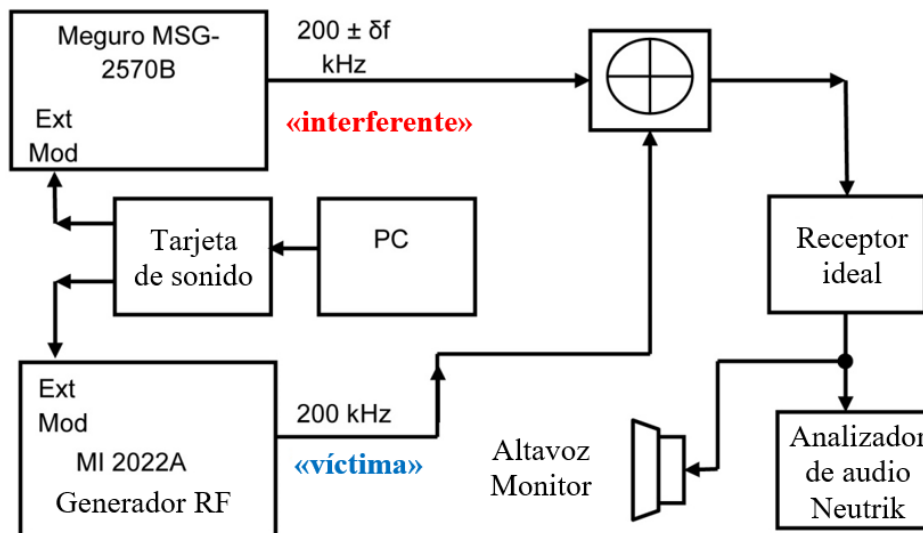 Meguro MSG-
2570B
Ext
Mod
200 ± δf
kHz
«interferente»
Tarjeta
de sonido
PC
Receptor
ideal
Ext
Mod
MI 2022A
Generador RF
200 kHz
«víctima»
Altavoz
Monitor
Analizador
de audio
Neutrik